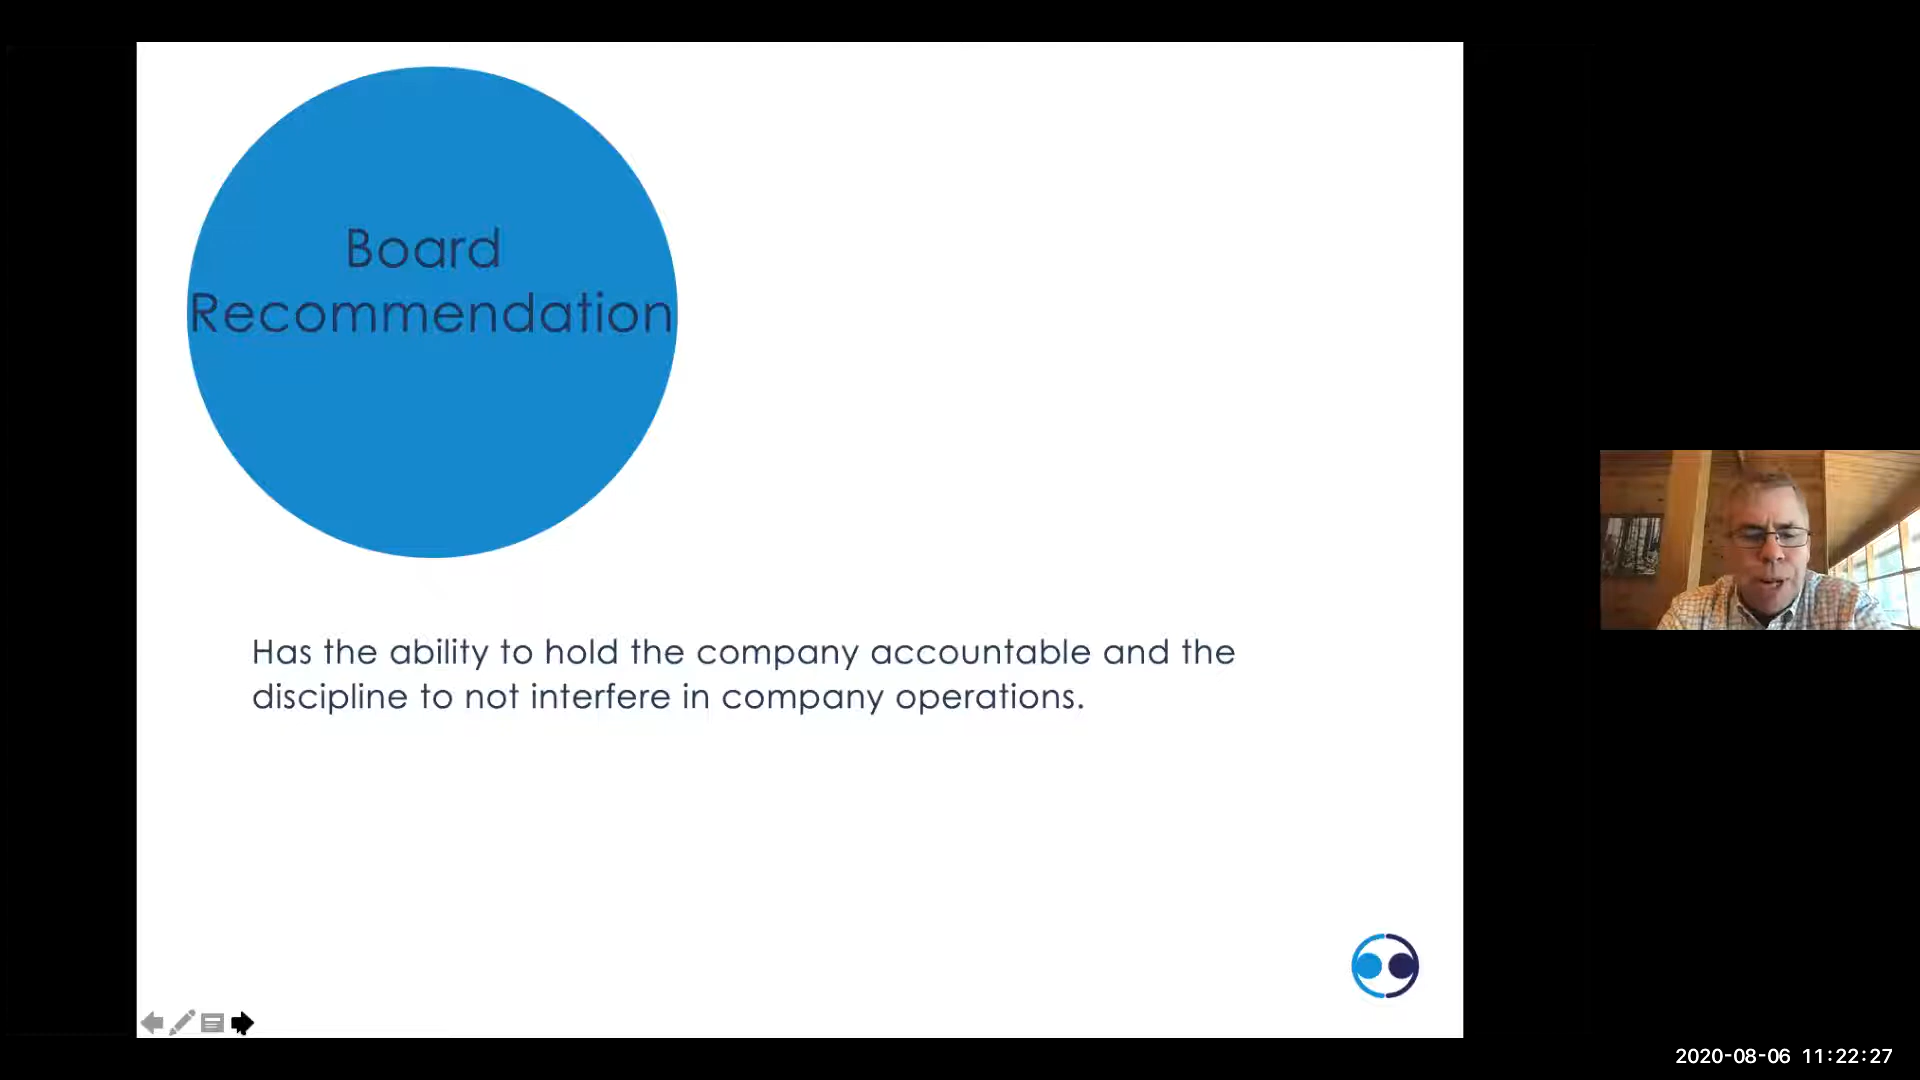 Board
Recommendation
Has the ability to hold the company accountable and the
discipline to not interfere in company operations.
2020-08-06 11:22:27